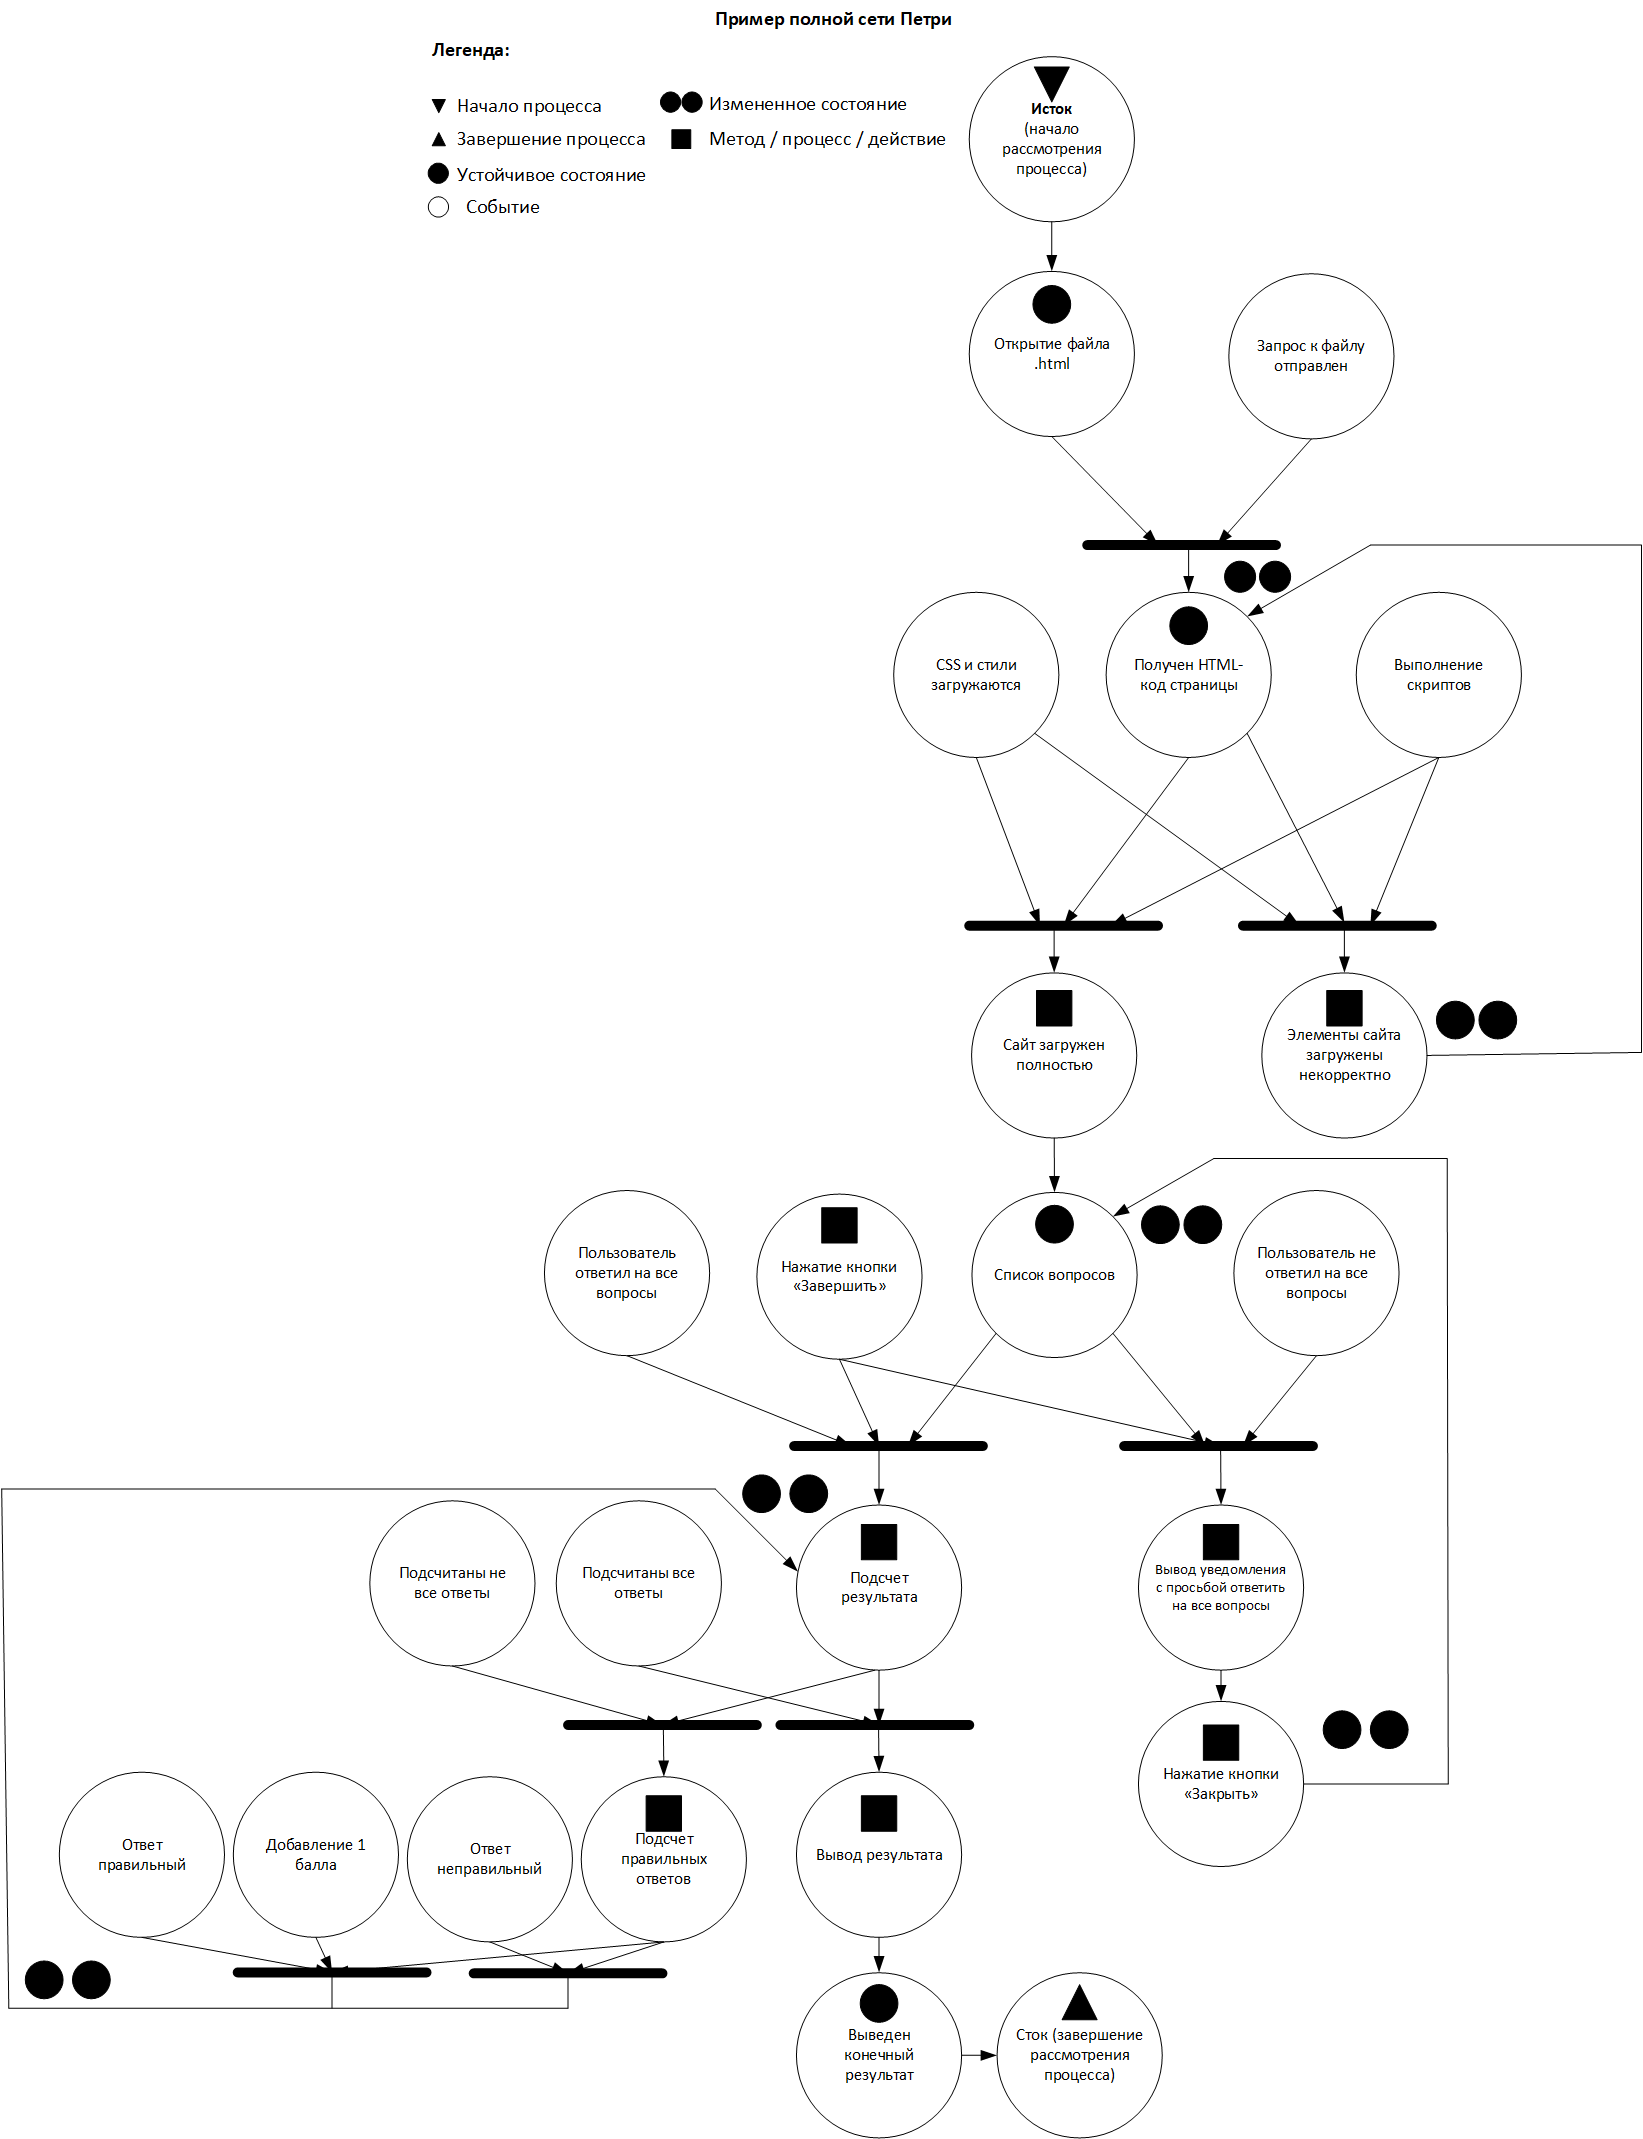 Пример полной сети Петри
Легенда:
Начало процесса
Измененное состояние
Завершение процесса
Метод / процесс / действие
Устойчивое состояние
Событие
Исток
(начало
рассмотрения
процесса)
Открытие файла
.html
Запрос к файлу
отправлен
CSS и стили
загружаются
Получен HTML-
код страницы
Выполнение
скриптов
Сайт загружен
полностью
Элементы сайта
загружены
некорректно
Пользователь
ответил на все
вопросы
Нажатие кнопки
«Завершить»
Список вопросов
Пользователь не
ответил на все
вопросы
Подсчитаны не
все ответы
Подсчитаны все
ответы
Подсчет
результата
Вывод уведомления
с просьбой ответить
на все вопросы
Нажатие кнопки
«Закрыть»
Ответ
правильный
Добавление 1
балла
Ответ
неправильный
Подсчет
правильных
ответов
Вывод результата
Выведен
конечный
результат
Сток (завершение
рассмотрения
процесса)